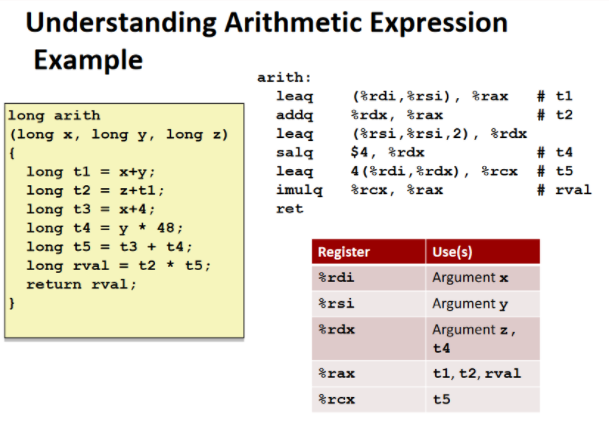 Understanding Arithmetic Expression
Example
long arith
(long x, long y, long z)
{
long t1 = x+y;
long t2 = z+t1;
long t3 = x+4;
long t4 = y * 48;
long t5 = t3 + t4;
long rval = t2 * t5;
return rval;
}
arith:
leaq (%rdi,%rsi), %rax # t1
addq %rdx, %rax # t2
leaq (%rsi,%rsi,2), %rdx
salq $4, %rdx # t4
leaq 4(%rdi,%rdx), %rcx # t5
imulq %rcx, %rax # rval
ret
Register Use(s)
%rdi Argument x
%rsi Argument y
%rdx Argument z,
t4
%rax t1, t2, rval
%rcx t5